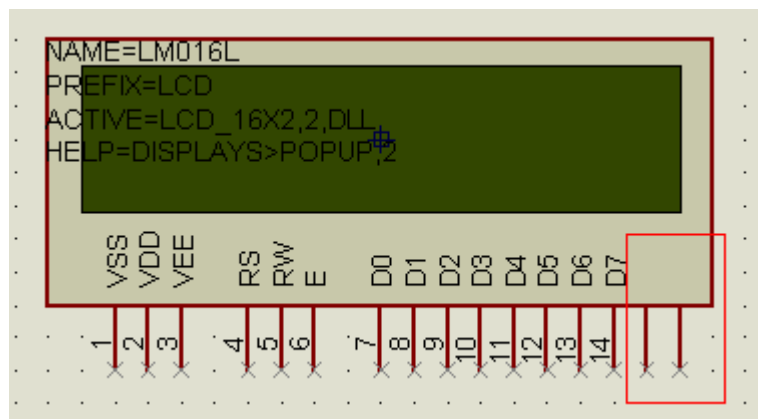 NAME=LM016L
PREFIX=LCD
ACTIVE=LCD_16X2,2,DLL
HELP=DISPLAYS>POPUP,2
VSS VDD VEE RS RW E D0 D1 D2 D3 D4 D5 D6 D7
1 2 3 4 5 6 7 8 9 10 11 12 13 14